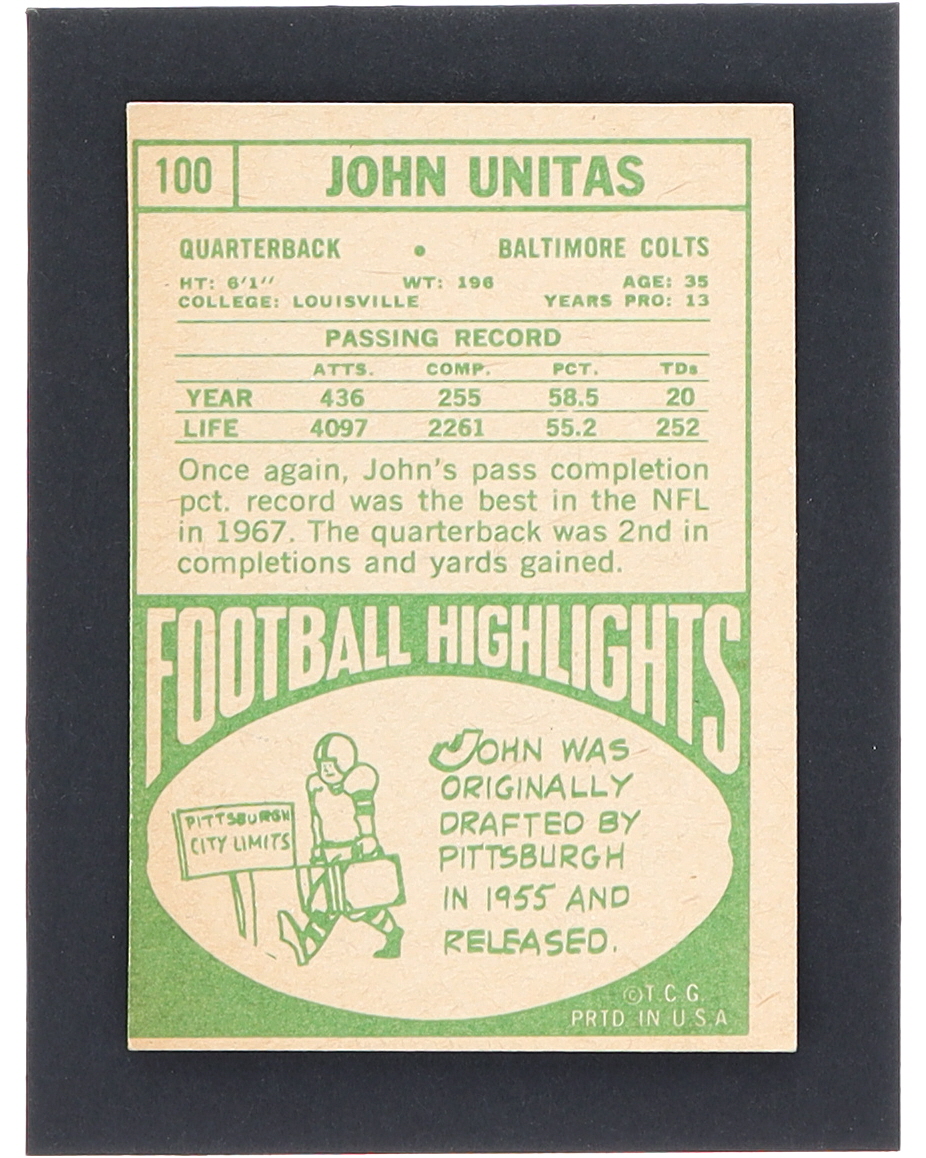 100 JOHN UNITAS
QUARTERBACK • BALTIMORE COLTS
HT: 6'1'' WT: 196 AGE: 35
COLLEGE: LOUISVILLE YEARS PRO: 13
PASSING RECORD
ATTS. COMP. PCT. TDs
YEAR 436 255 58.5 20
LIFE 4097 2261 55.2 252
Once again, John's pass completion
pct. record was the best in the NFL
in 1967. The quarterback was 2nd in
completions and yards gained.
FOOTBALL HIGHLIGHTS
PITTSBURGH
CITY LIMITS
JOHN WAS
ORIGINALLY
DRAFTED BY
PITTSBURGH
IN 1955 AND
RELEASED.
©T.C.G.
PRTD IN U.S.A